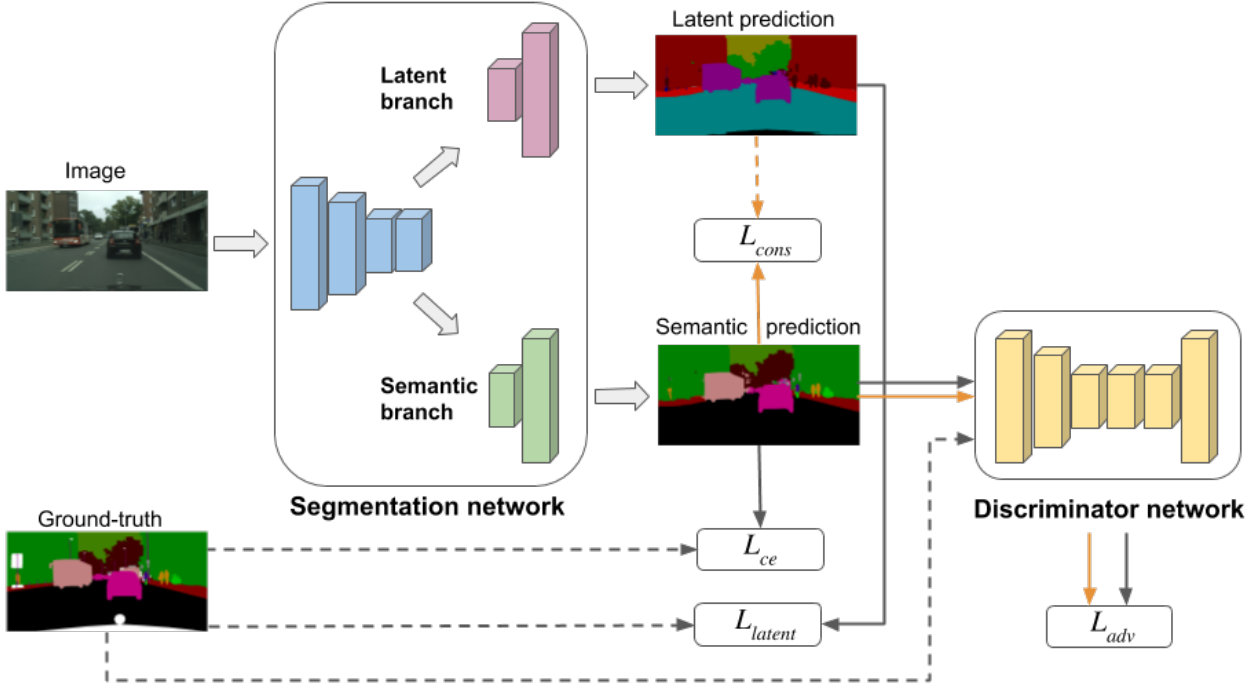 Latent prediction
Latent
branch
Image
L_cons
Semantic prediction
Semantic
branch
Segmentation network
Discriminator network
Ground-truth
L_ce
L_latent
L_adv